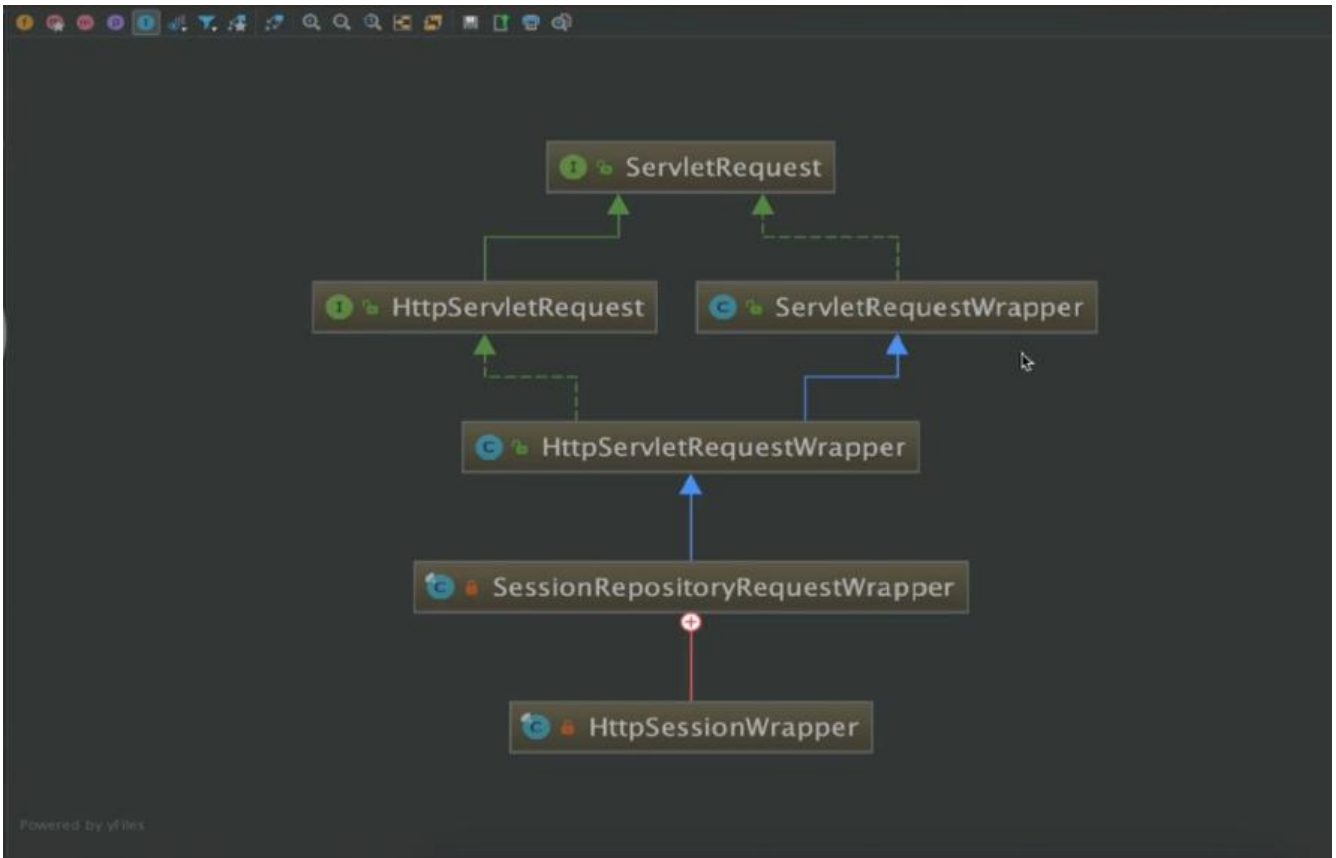 ServletRequest
HttpServletRequest
ServletRequestWrapper
HttpServletRequestWrapper
SessionRepositoryRequestWrapper
HttpSessionWrapper
Powered by yFiles